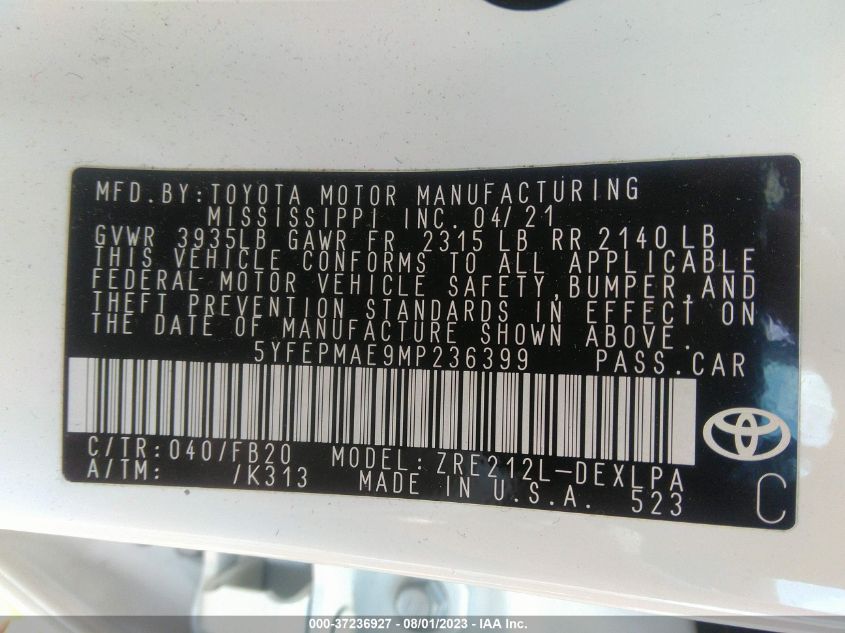 MFD.BY:TOYOTA MOTOR MANUFACTURING
MISSISSIPPI INC. 04/21
GVWR 3935LB GAWR FR 2315 LB RR 2140 LB
THIS VEHICLE CONFORMS TO ALL APPLICABLE
FEDERAL MOTOR VEHICLE SAFETY,BUMPER,AND
THEFT PREVENTION STANDARDS IN EFFECT ON
THE DATE OF MANUFACTURE SHOWN ABOVE.
5YFEPMAE9MP236399 PASS.CAR
C/TR:040/FB20 MODEL:ZRE212L-DEXLPA
A/TM: /K313 MADE IN U.S.A. 523
C
000-37236927 - 08/01/2023 - IAA Inc.